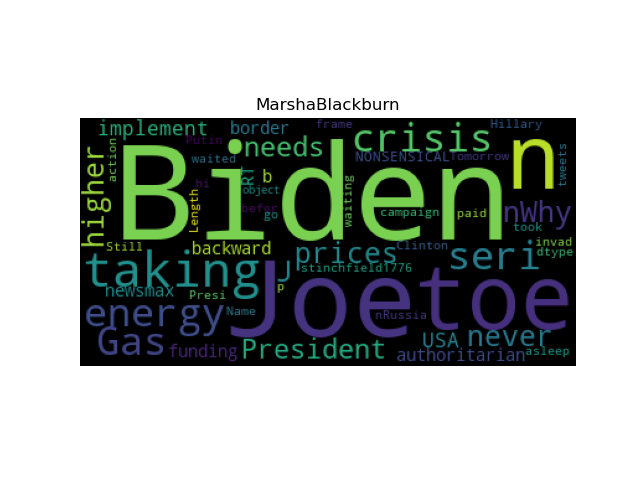 MarshaBlackburn
implement border frame Hillary
higher action Putin needs crisis n tweets
waited RT NONSENSICAL Tomorrow
Biden
hi b object waiting
Length befor go campaign paid nWhy took
Still backward prices Clinton seri invad dtype
taking J stinchfield1776
newsmax Presi p Joetoe
energy Name nRussia
Gas funding President USA never
authoritarian asleep